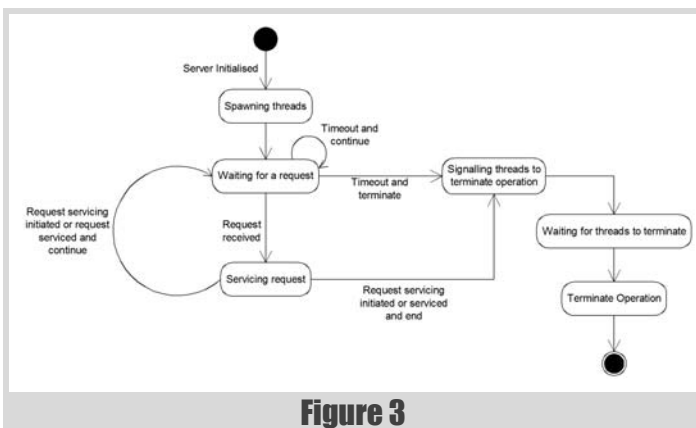 Server Initialised
Spawning threads
Timeout and
continue
Waiting for a request
Timeout and
terminate
Signalling threads to
terminate operation
Request servicing
initiated or request
serviced and
continue
Request
received
Waiting for threads to terminate
Servicing request
Request servicing
initiated or serviced
and end
Terminate Operation
Figure 3